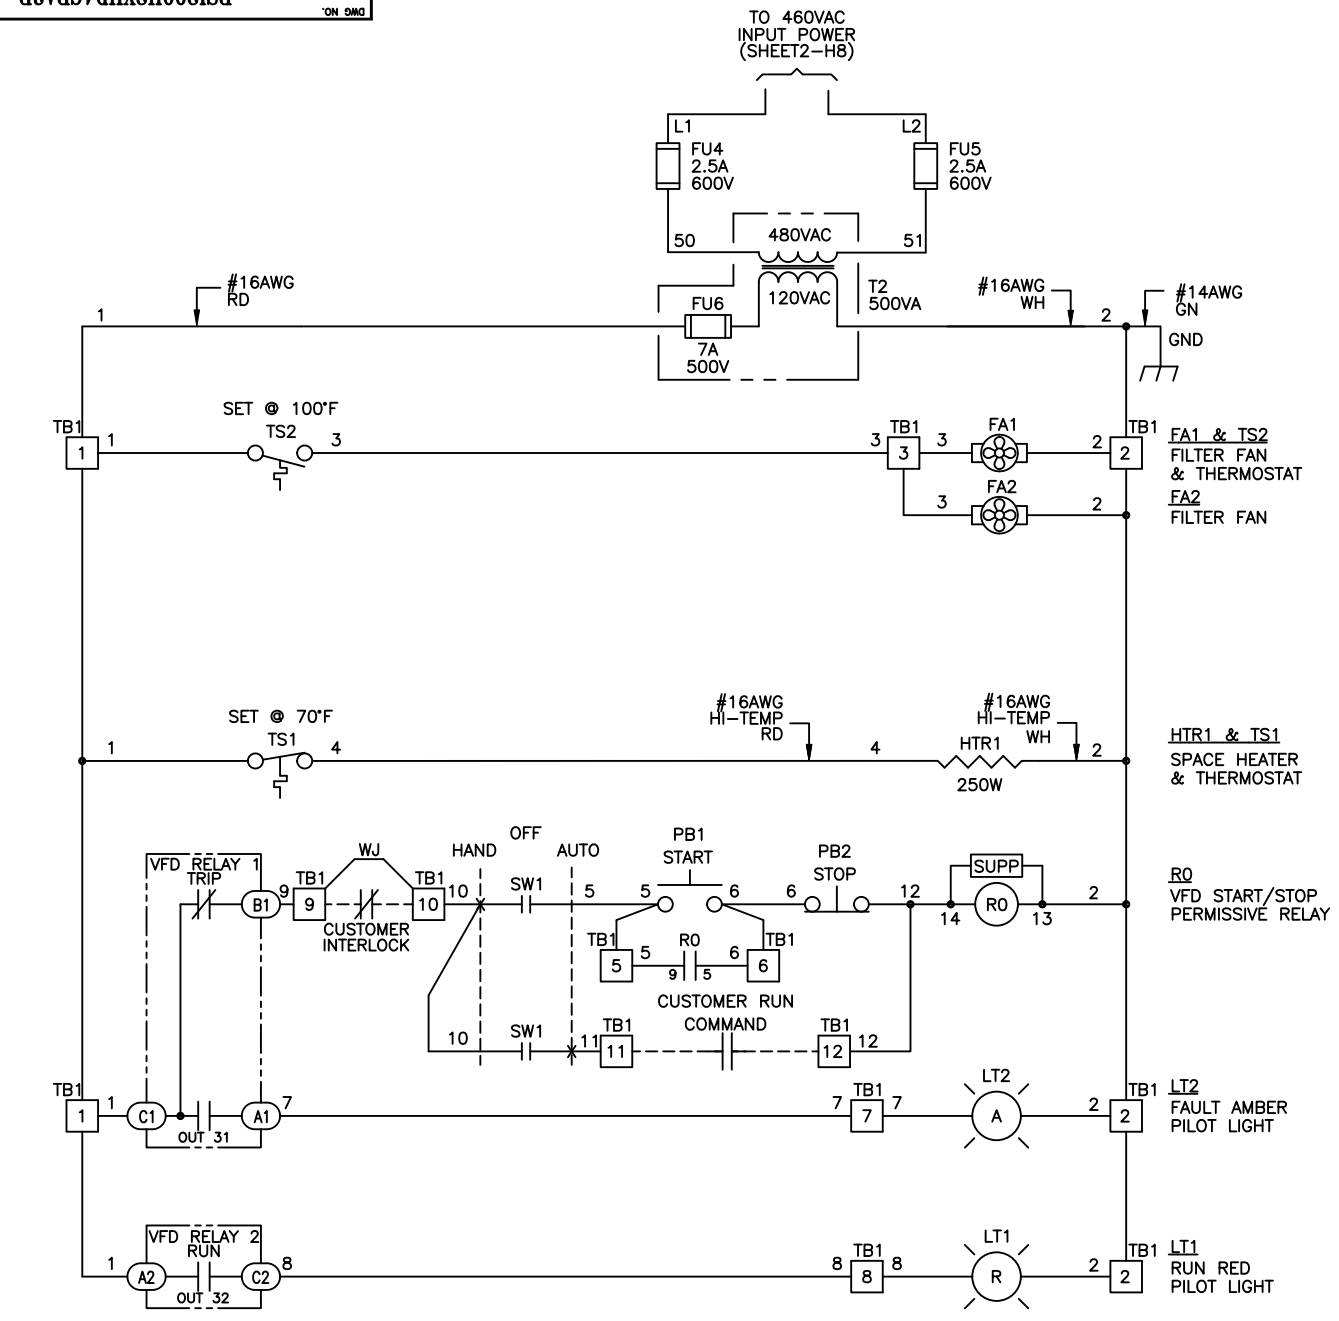 DWG NO.
TO 460VAC
INPUT POWER
(SHEET2-H8)
L1
L2
FU4
2.5A
600V
FU5
2.5A
600V
50
480VAC
51
#16AWG
RD
120VAC
T2
500VA
#16AWG
WH
#14AWG
GN
1
FU6
7A
500V
2
GND
SET @ 100°F
TS2
TB1
1
1
3
3
TB1
3
3
FA1
2
TB1
2
FA1 & TS2
FILTER FAN
& THERMOSTAT
3
FA2
2
FA2
FILTER FAN
SET @ 70°F
TS1
1
4
#16AWG
HI-TEMP
RD
4
HTR1
250W
#16AWG
HI-TEMP
WH
2
HTR1 & TS1
SPACE HEATER
& THERMOSTAT
VFD RELAY 1
TRIP
B1
9
TB1
9
WJ
CUSTOMER
INTERLOCK
TB1
10
10
HAND
OFF
AUTO
SW1
5
5
PB1
START
6
6
PB2
STOP
12
14
SUPP
R0
13
2
R0
VFD START/STOP
PERMISSIVE RELAY
TB1
5
5
R0
9
5
6
TB1
6
10
SW1
11
TB1
11
CUSTOMER RUN
COMMAND
TB1
12
12
TB1
1
1
C1
OUT 31
A1
7
7
TB1
7
7
LT2
A
2
TB1
2
LT2
FAULT AMBER
PILOT LIGHT
VFD RELAY 2
RUN
1
A2
OUT 32
C2
8
8
TB1
8
8
LT1
R
2
TB1
2
LT1
RUN RED
PILOT LIGHT